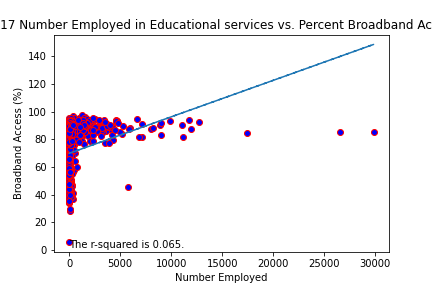 17 Number Employed in Educational services vs. Percent Broadband Ac
140
120
100
80
60
40
20
0
Broadband Access (%)
The r-squared is 0.065.
0 5000 10000 15000 20000 25000 30000
Number Employed